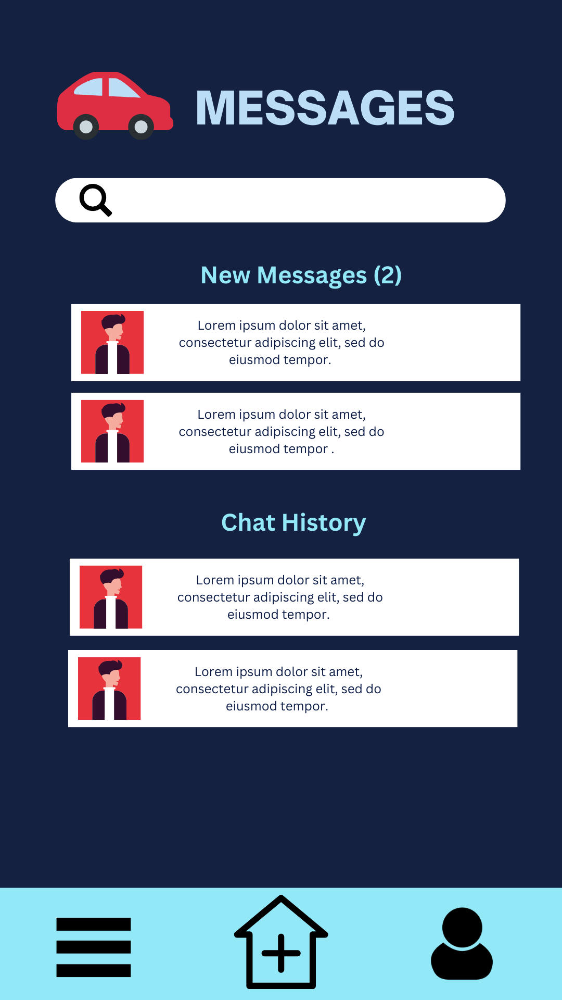 MESSAGES
New Messages (2)
Lorem ipsum dolor sit amet,
consectetur adipiscing elit, sed do
eiusmod tempor.
Lorem ipsum dolor sit amet,
consectetur adipiscing elit, sed do
eiusmod tempor .
Chat History
Lorem ipsum dolor sit amet,
consectetur adipiscing elit, sed do
eiusmod tempor.
Lorem ipsum dolor sit amet,
consectetur adipiscing elit, sed do
eiusmod tempor.